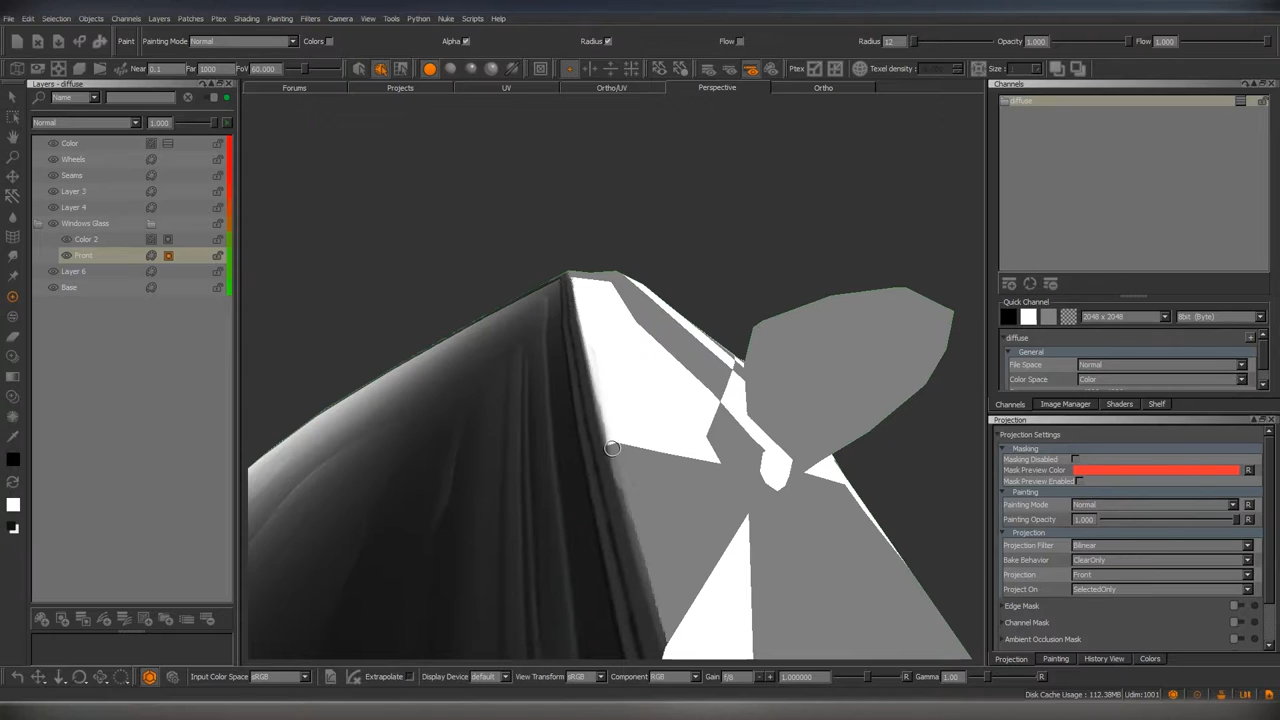 File Edit Selection Objects Channels Layers Patches Ptex Shading Painting Filters Camera View Tools Python Nuke Scripts Help
Paint Painting Mode Normal Colors Alpha Radius Flow Radius 12 Opacity 1.000 Flow 1.000
Near 0.1 Far 1000 FoV 60.000 Ptex Texel density: Size :
Layers - diffuse
Name
Normal 1.000
Color
Wheels
Seams
Layer 3
Layer 4
Windows Glass
Color 2
Front
Layer 6
Base
Forums Projects UV Ortho/UV Perspective Ortho
Channels
diffuse
Quick Channel
2048 x 2048 8bit (Byte)
diffuse
General
File Space Normal
Color Space Color
Channels Image Manager Shaders Shelf
Projection
Projection Settings
Masking
Masking Disabled
Mask Preview Color R
Mask Preview Enabled
Painting
Painting Mode Normal R
Painting Opacity 1.000 R
Projection
Projection Filter Bilinear
Bake Behavior ClearOnly
Projection Front
Project On SelectedOnly
Edge Mask
Channel Mask
Ambient Occlusion Mask
Projection Painting History View Colors
Input Color Space sRGB Extrapolate Display Device default View Transform sRGB Component RGB Gain f/8 - + 1.000000 R Gamma 1.00 R
Disk Cache Usage : 112.38MB Udim:1001